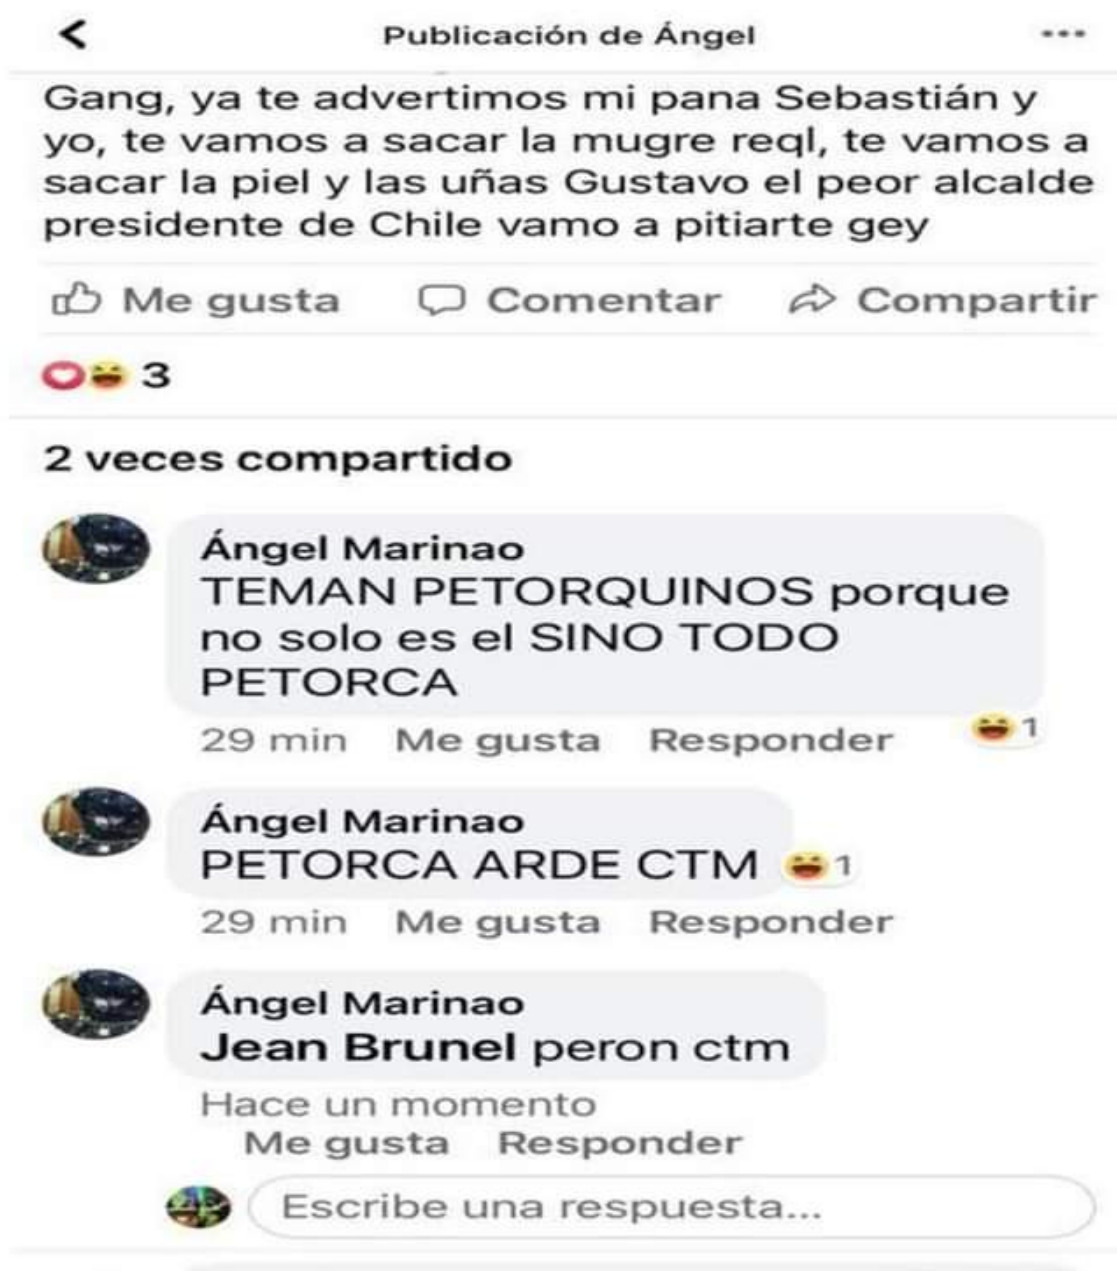 Publicación de Ángel
Gang, ya te advertimos mi pana Sebastián y
yo, te vamos a sacar la mugre reql, te vamos a
sacar la piel y las uñas Gustavo el peor alcalde
presidente de Chile vamo a pitiarte gey
Me gusta Comentar Compartir
3
2 veces compartido
Ángel Marinao
TEMAN PETORQUINOS porque
no solo es el SINO TODO
PETORCA
29 min Me gusta Responder 1
Ángel Marinao
PETORCA ARDE CTM 1
29 min Me gusta Responder
Ángel Marinao
Jean Brunel peron ctm
Hace un momento
Me gusta Responder
Escribe una respuesta...